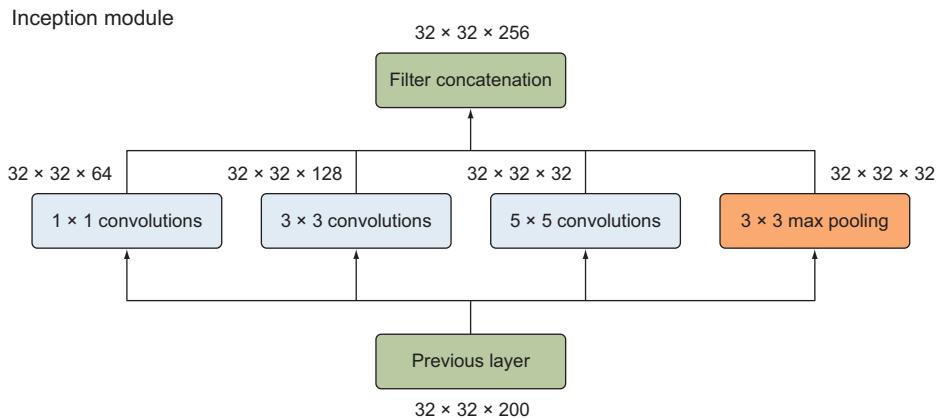 Inception module
32 × 32 × 256
Filter concatenation
32 × 32 × 64
32 × 32 × 128
32 × 32 × 32
32 × 32 × 32
1 × 1 convolutions
3 × 3 convolutions
5 × 5 convolutions
3 × 3 max pooling
Previous layer
32 × 32 × 200